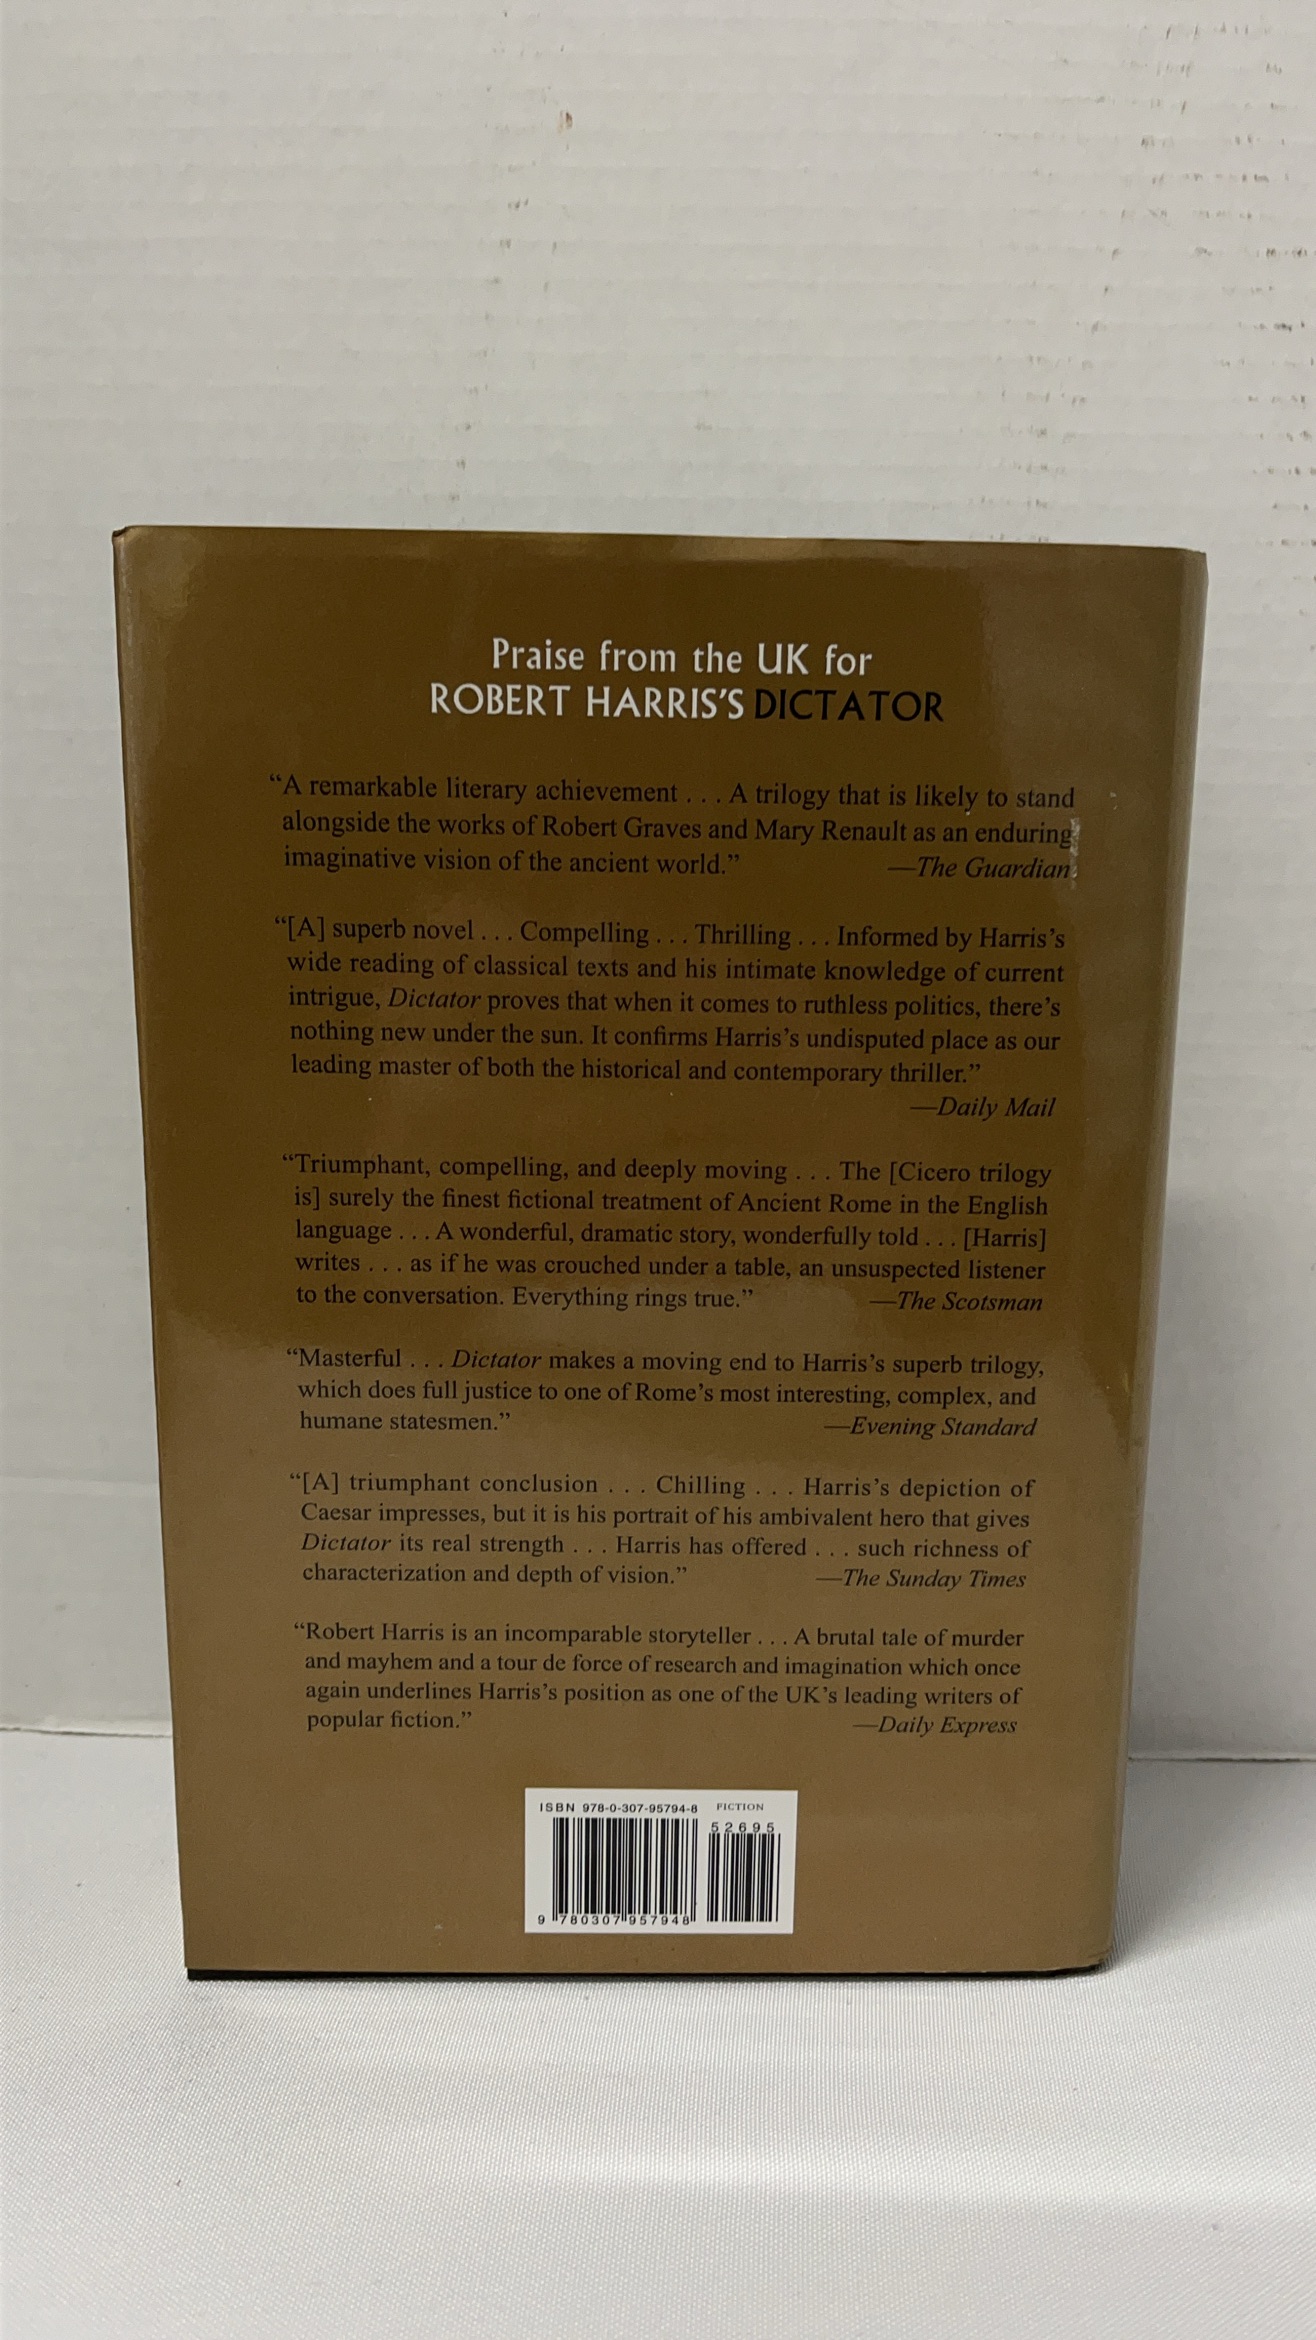 Praise from the UK for
ROBERT HARRIS'S DICTATOR
“A remarkable literary achievement . . . A trilogy that is likely to stand
alongside the works of Robert Graves and Mary Renault as an enduring
imaginative vision of the ancient world.” —The Guardian
“[A] superb novel . . . Compelling . . . Thrilling . . . Informed by Harris’s
wide reading of classical texts and his intimate knowledge of current
intrigue, Dictator proves that when it comes to ruthless politics, there’s
nothing new under the sun. It confirms Harris’s undisputed place as our
leading master of both the historical and contemporary thriller.”
—Daily Mail
“Triumphant, compelling, and deeply moving . . . The [Cicero trilogy
is] surely the finest fictional treatment of Ancient Rome in the English
language . . . A wonderful, dramatic story, wonderfully told . . . [Harris]
writes . . . as if he was crouched under a table, an unsuspected listener
to the conversation. Everything rings true.” —The Scotsman
“Masterful . . . Dictator makes a moving end to Harris’s superb trilogy,
which does full justice to one of Rome’s most interesting, complex, and
humane statesmen.” —Evening Standard
“[A] triumphant conclusion . . . Chilling . . . Harris’s depiction of
Caesar impresses, but it is his portrait of his ambivalent hero that gives
Dictator its real strength . . . Harris has offered . . . such richness of
characterization and depth of vision.” —The Sunday Times
“Robert Harris is an incomparable storyteller . . . A brutal tale of murder
and mayhem and a tour de force of research and imagination which once
again underlines Harris’s position as one of the UK’s leading writers of
popular fiction.” —Daily Express
ISBN 978-0-307-95794-8 FICTION
52695
9 780307 957948